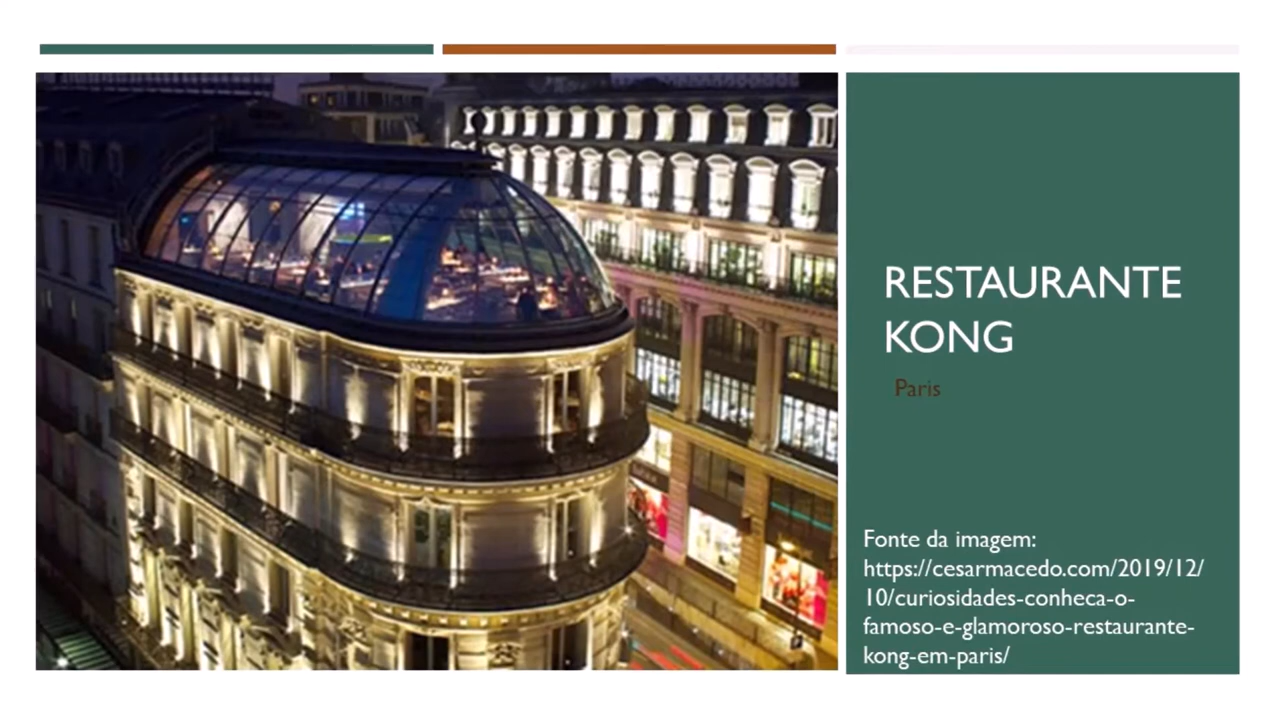 RESTAURANTE
KONG
Paris
Fonte da imagem:
https://cesarmacedo.com/2019/12/
10/curiosidades-conheca-o-
famoso-e-glamoroso-restaurante-
kong-em-paris/